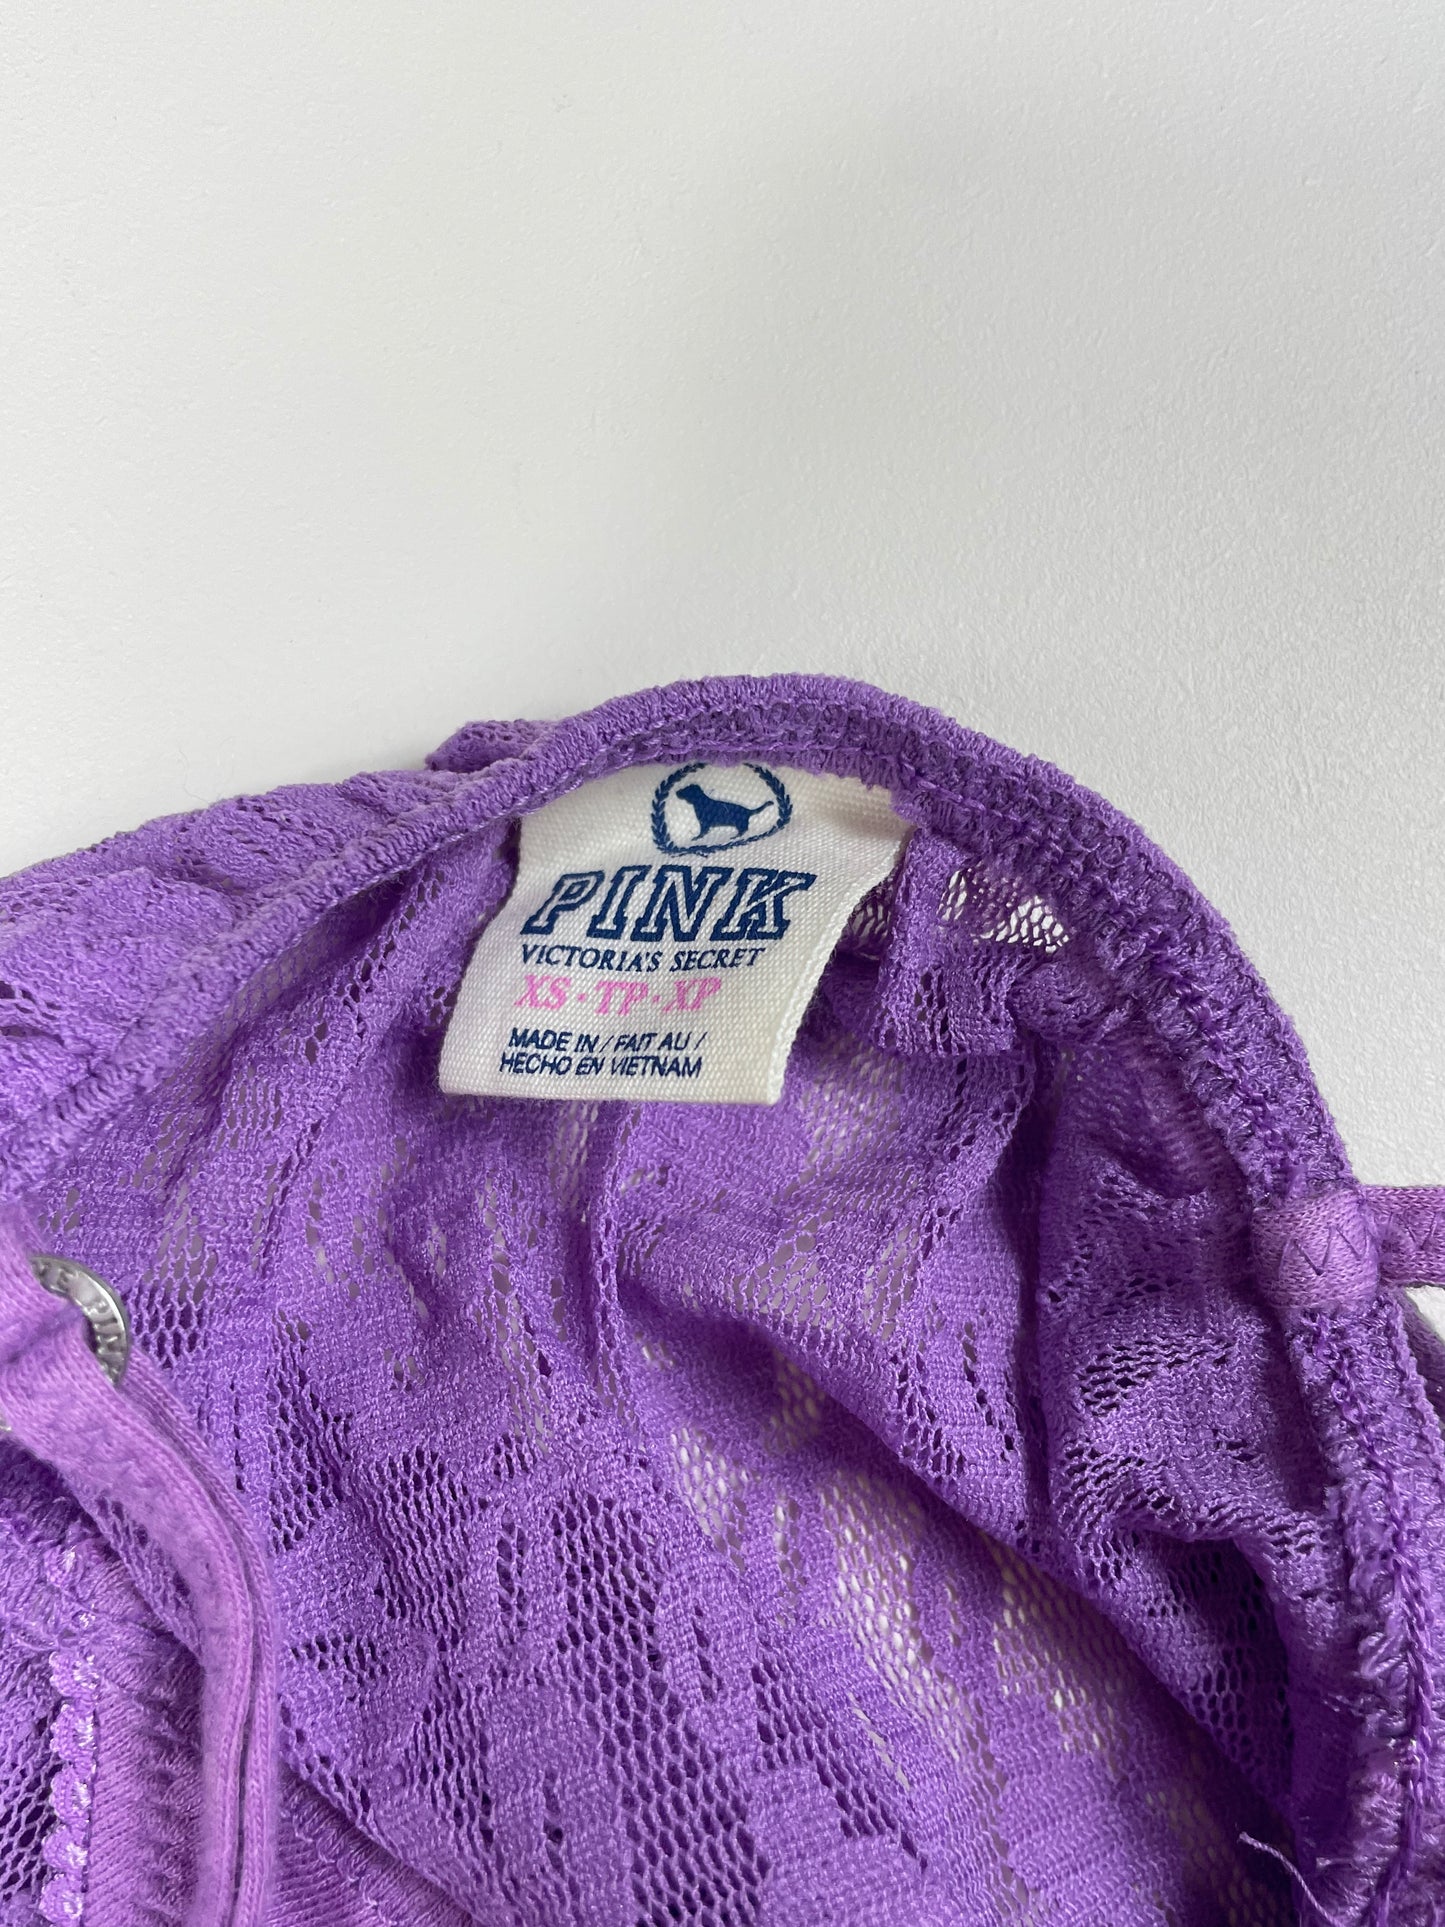 PINK
VICTORIA'S SECRET
XS · TP · XP
MADE IN / FAIT AU /
HECHO EN VIETNAM